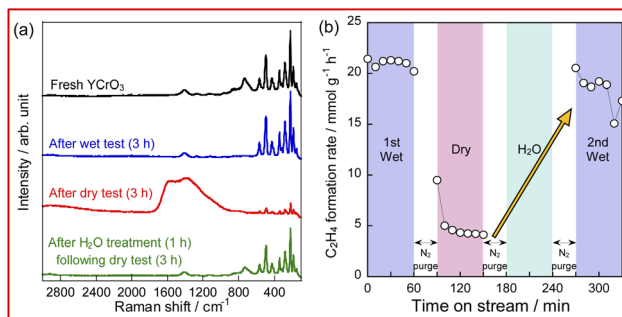 (a)
Fresh YCrO₃
After wet test (3 h)
After dry test (3 h)
After H₂O treatment (1 h)
following dry test (3 h)
Intensity / arb. unit
2800 2400 2000 1600 1200 800 400
Raman shift / cm⁻¹
(b)
C₂H₄ formation rate / mmol g⁻¹ h⁻¹
25
20
15
10
5
0
1st
Wet
Dry
H₂O
2nd
Wet
N₂
purge
N₂
purge
N₂
purge
0 60 120 180 240 300
Time on stream / min